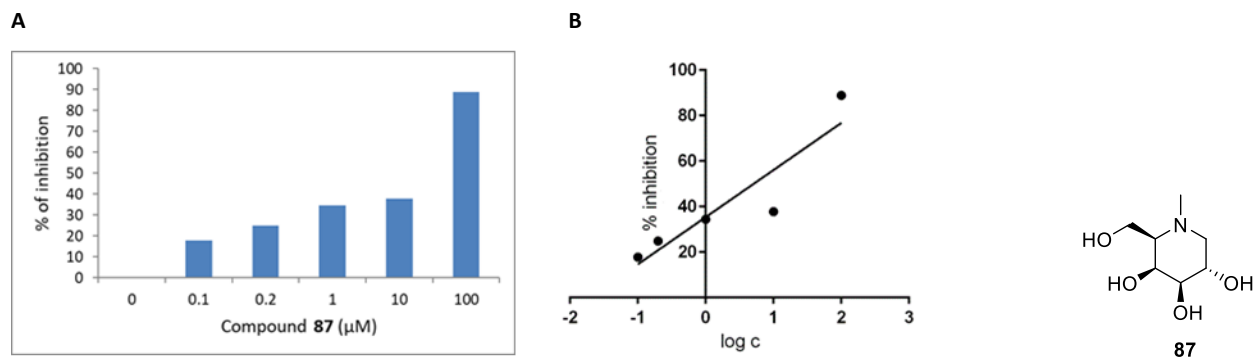 A
B
100
90
80
70
60
50
40
30
20
10
0
% of inhibition
0 0.1 0.2 1 10 100
Compound 87 (µM)
100
80
60
40
20
% inhibition
-2 -1 0 1 2 3
log c
N
HO
HO
OH
OH
87